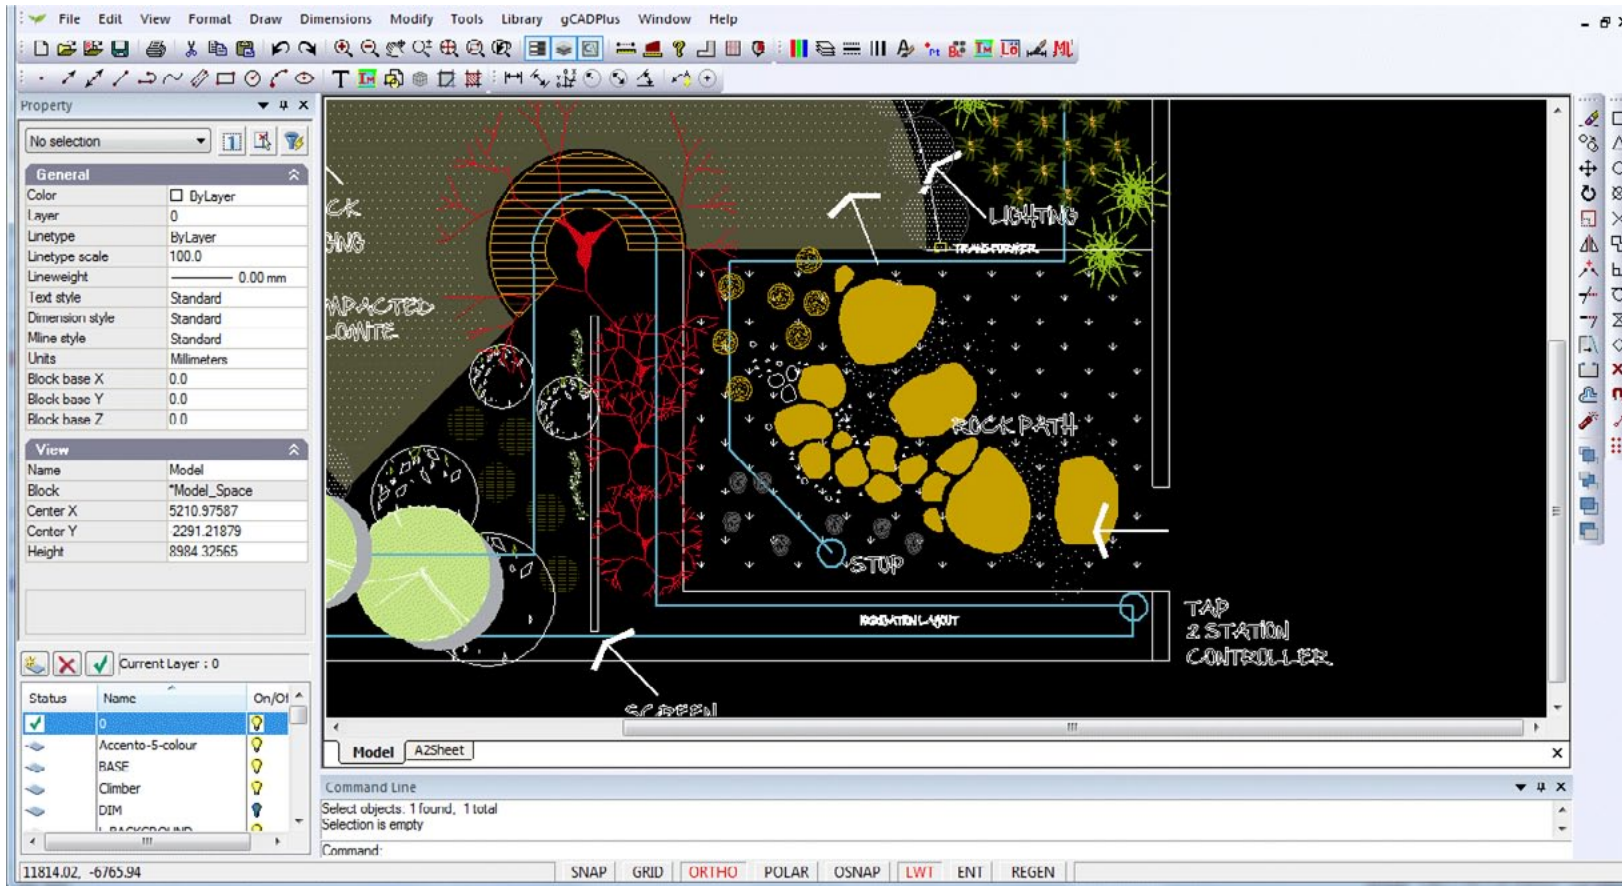 File Edit View Format Draw Dimensions Modify Tools Library gCADPlus Window Help
Property
No selection
General
Color ByLayer
Layer 0
Linetype ByLayer
Linetype scale 100.0
Lineweight 0.00 mm
Text style Standard
Dimension style Standard
Mline style Standard
Units Millimeters
Block base X 0.0
Block base Y 0.0
Block base Z 0.0
View
Name Model
Block *Model_Space
Center X 5210.97587
Center Y -2291.21879
Height 8984.32565
Current Layer : 0
Status Name On/Of
0
Accento-5-colour
BASE
Climber
DIM
L-BACKGROUND
LIGHTING
TRANSFORMER
ROCK PATH
STOP
IRRIGATION LAYOUT
TAP
2 STATION
CONTROLLER
SCREEN
Model A2Sheet
Command Line
Select objects: 1 found, 1 total
Selection is empty
Command:
11814.02, -6765.94 SNAP GRID ORTHO POLAR OSNAP LWT ENT REGEN